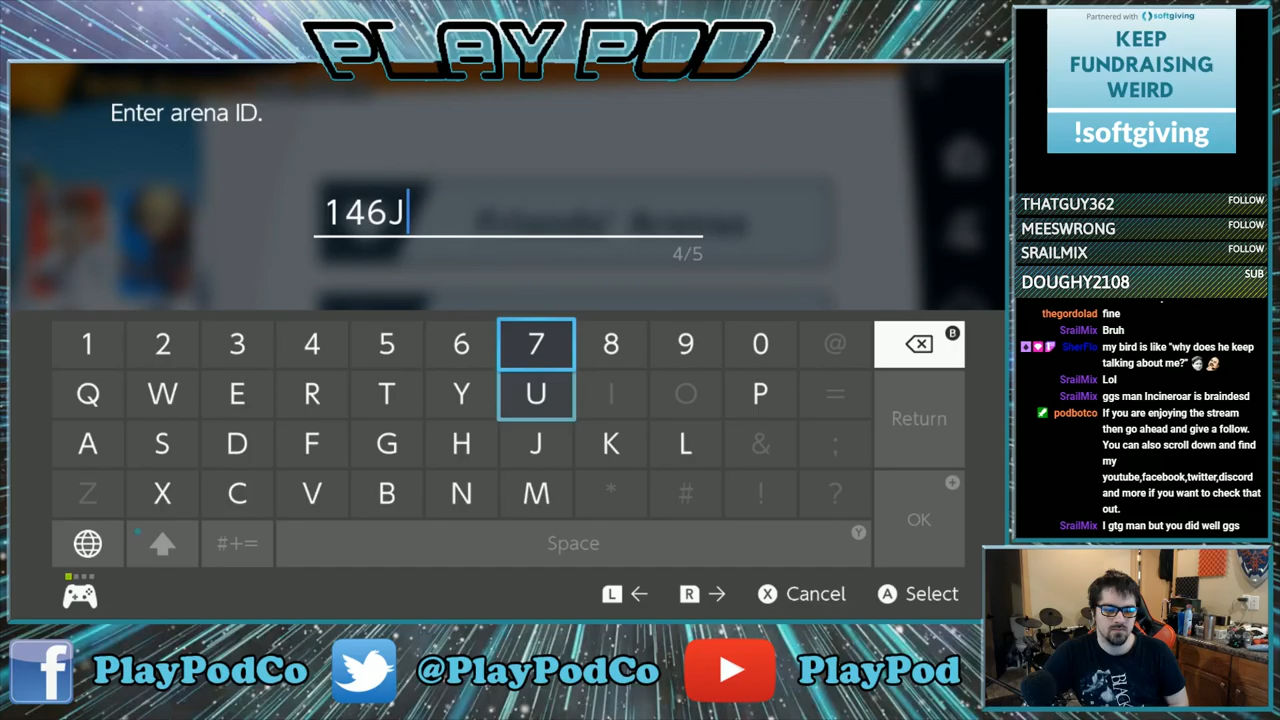 PLAY POD
Enter arena ID.
146J
Friends' Arenas
4/5
1 2 3 4 5 6 7 8 9 0 @
B
Q W E R T Y U I O P =
Return
A S D F G H J K L & ;
Z X C V B N M * # ! ?
+
OK
#+=
Space
Y
L ← R → X Cancel A Select
PlayPodCo
@PlayPodCo
PlayPod
Partnered with softgiving
KEEP
FUNDRAISING
WEIRD
!softgiving
THATGUY362 FOLLOW
MEESWRONG FOLLOW
SRAILMIX FOLLOW
DOUGHY2108 SUB
thegordolad fine
SrailMix Bruh
SherFlo my bird is like "why does he keep
talking about me?"
SrailMix Lol
SrailMix ggs man Incineroar is braindesd
podbotco If you are enjoying the stream
then go ahead and give a follow.
You can also scroll down and find
my
youtube,facebook,twitter,discord
and more if you want to check that
out.
SrailMix I gtg man but you did well ggs